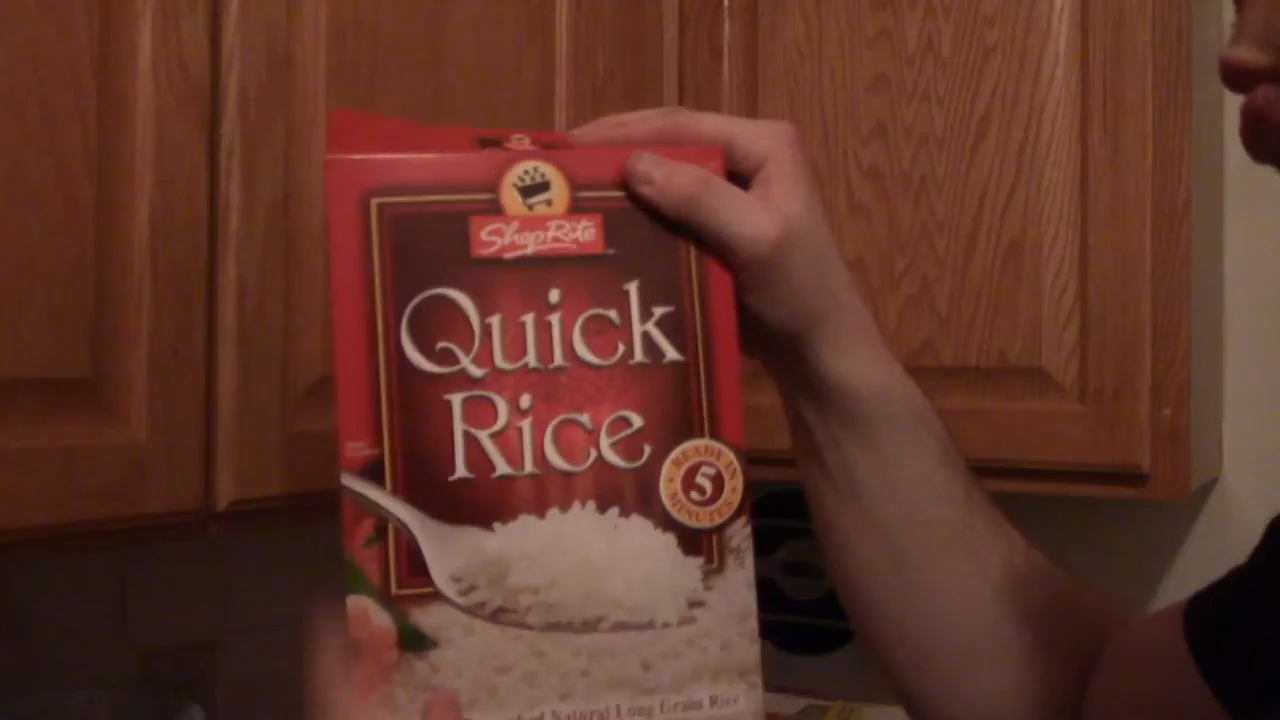 ShopRite
Quick
Rice
READY IN
5
MINUTES
Natural Long Grain Rice